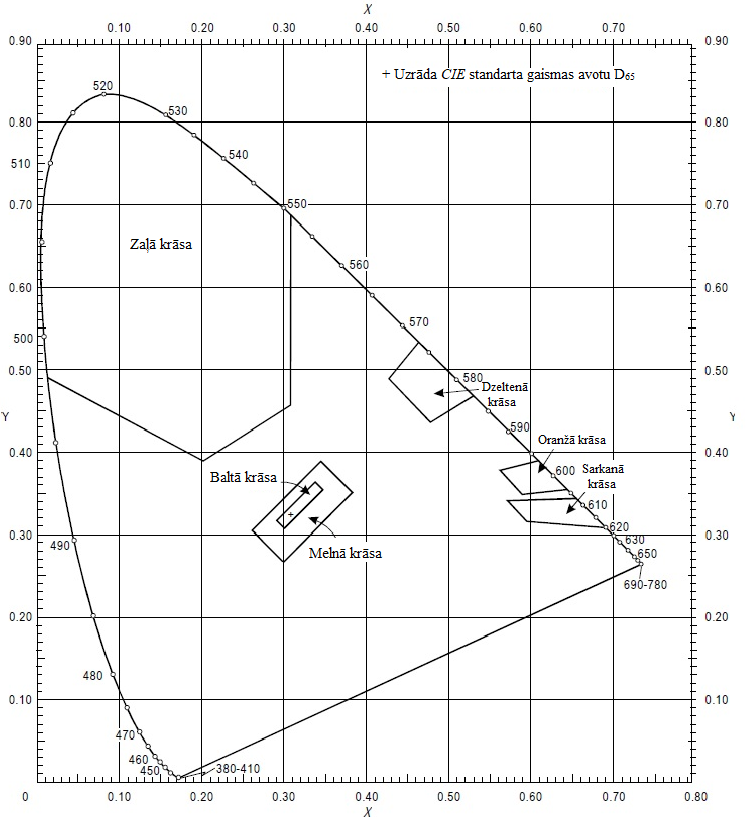 X
0.10 0.20 0.30 0.40 0.50 0.60 0.70
0.90 0.90
+ Uzrāda CIE standarta gaismas avotu D65
520
530
0.80 0.80
540
510
0.70 550 0.70
Zaļā krāsa
560
0.60 0.60
570
500
0.50 580 0.50
Dzeltenā
krāsa
Y Y
590
Oranžā krāsa
0.40 0.40
600
Sarkanā
krāsa
Baltā krāsa
610
620
0.30 0.30
490
Melnā krāsa
630
650
690-780
0.20 0.20
480
0.10 0.10
470
460
450
380-410
0 0.10 0.20 0.30 0.40 0.50 0.60 0.70 0.80
X